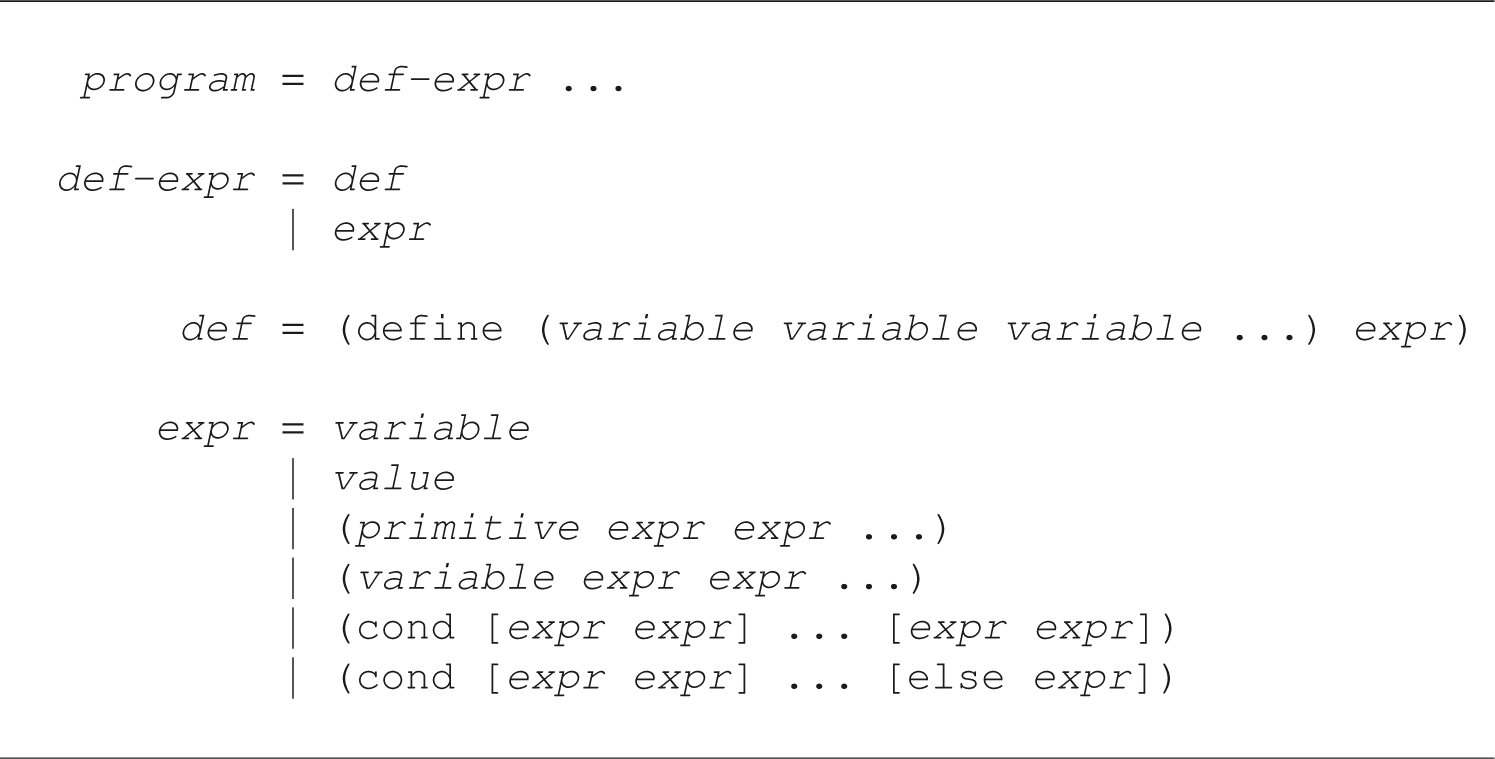 program = def-expr ...
def-expr = def
| expr
def = (define (variable variable variable ...) expr)
expr = variable
| value
| (primitive expr expr ...)
| (variable expr expr ...)
| (cond [expr expr] ... [expr expr])
| (cond [expr expr] ... [else expr])